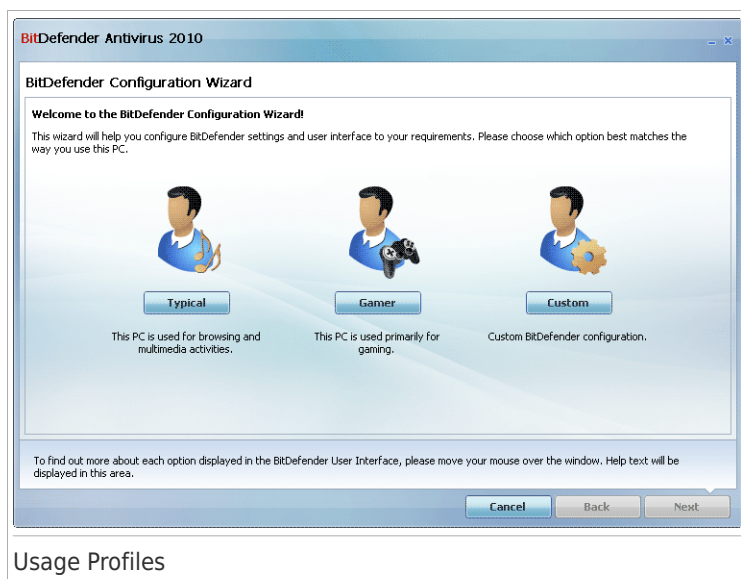 BitDefender Antivirus 2010
BitDefender Configuration Wizard
Welcome to the BitDefender Configuration Wizard!
This wizard will help you configure BitDefender settings and user interface to your requirements. Please choose which option best matches the
way you use this PC.
Typical
Gamer
Custom
This PC is used for browsing and
multimedia activities.
This PC is used primarily for
gaming.
Custom BitDefender configuration.
To find out more about each option displayed in the BitDefender User Interface, please move your mouse over the window. Help text will be
displayed in this area.
Cancel
Back
Next
Usage Profiles